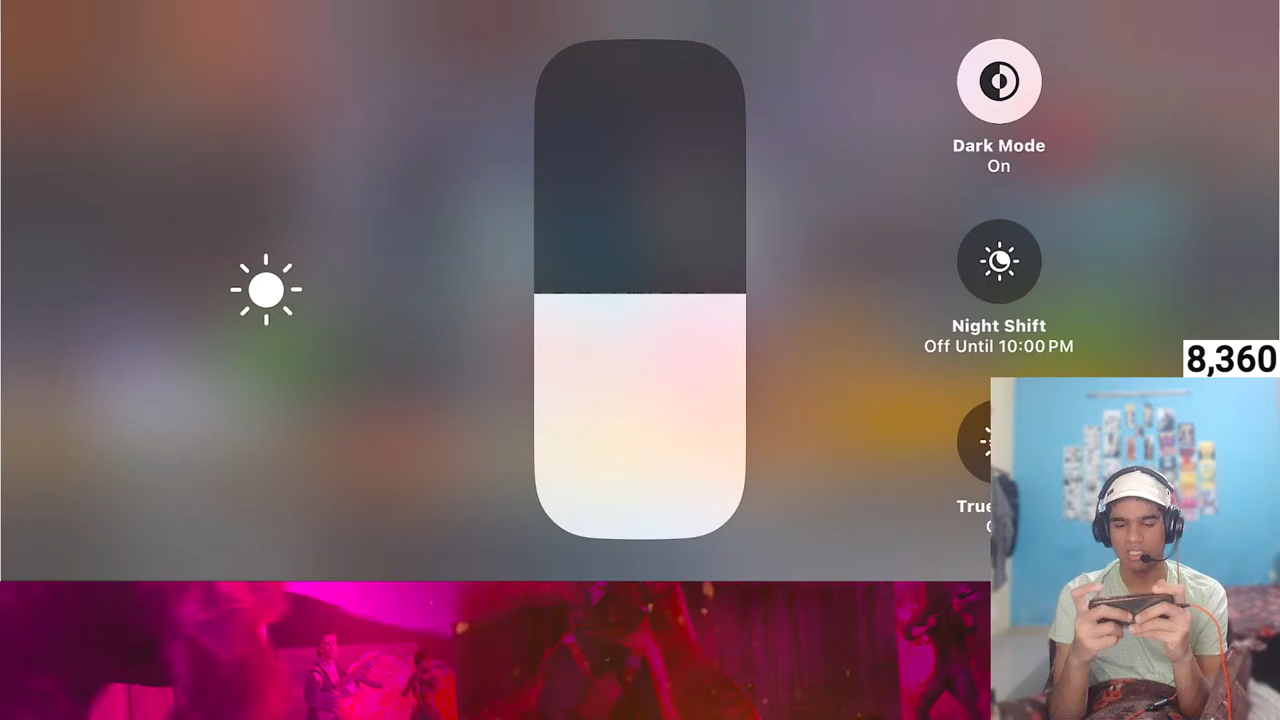 Dark Mode
On
Night Shift
Off Until 10:00 PM
8,360
True